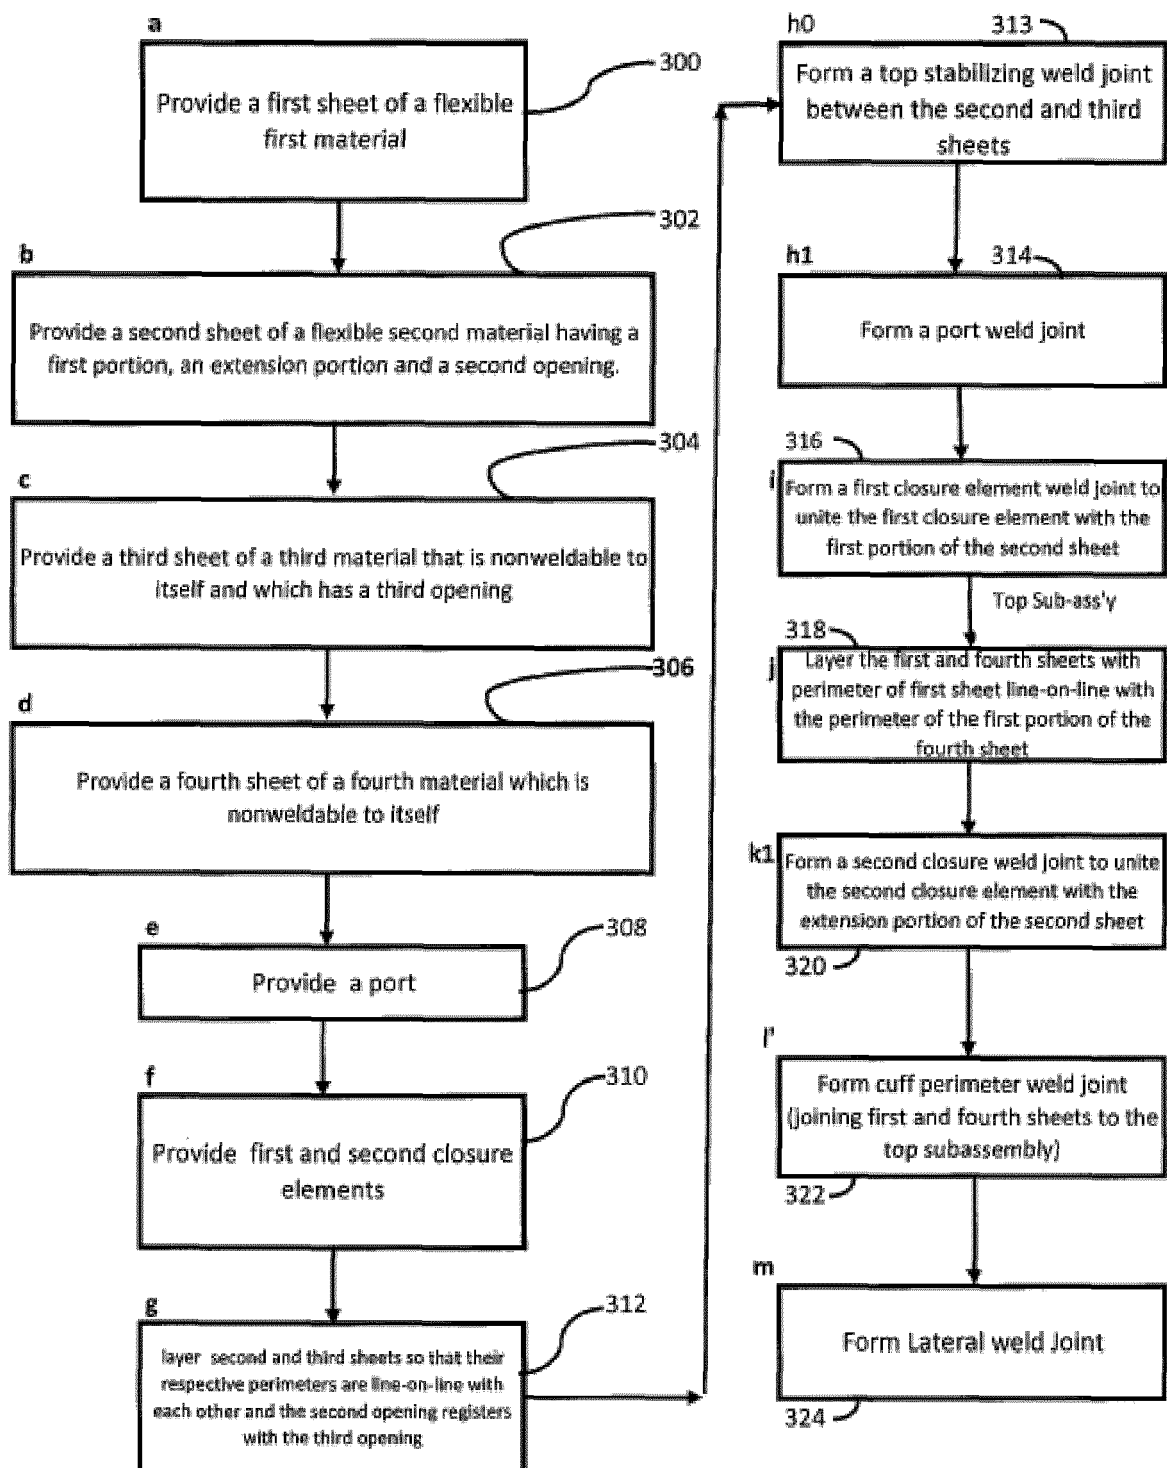 a
300
Provide a first sheet of a flexible
first material
302
b
Provide a second sheet of a flexible second material having a
first portion, an extension portion and a second opening.
304
c
Provide a third sheet of a third material that is nonweldable to
itself and which has a third opening
306
d
Provide a fourth sheet of a fourth material which is
nonweldable to itself
e
308
Provide a port
f
310
Provide first and second closure
elements
g
312
layer second and third sheets so that their
respective perimeters are line-on-line with
each other and the second opening registers
with the third opening
h0
313
Form a top stabilizing weld joint
between the second and third
sheets
h1
314
Form a port weld joint
316
i
Form a first closure element weld joint to
unite the first closure element with the
first portion of the second sheet
Top Sub-ass'y
318
j
Layer the first and fourth sheets with
perimeter of first sheet line-on-line with
the perimeter of the first portion of the
fourth sheet
k1
Form a second closure weld joint to unite
the second closure element with the
extension portion of the second sheet
320
l'
Form cuff perimeter weld joint
(joining first and fourth sheets to the
top subassembly)
322
m
Form Lateral weld Joint
324